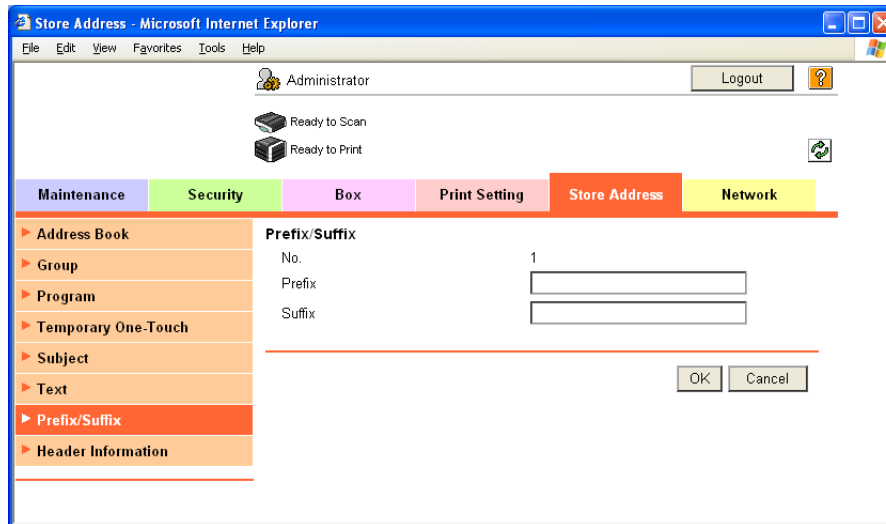 Store Address - Microsoft Internet Explorer
File Edit View Favorites Tools Help
Administrator
Logout
?
Ready to Scan
Ready to Print
Maintenance Security Box Print Setting Store Address Network
Address Book
Group
Program
Temporary One-Touch
Subject
Text
Prefix/Suffix
Header Information
Prefix/Suffix
No. 1
Prefix
Suffix
OK Cancel